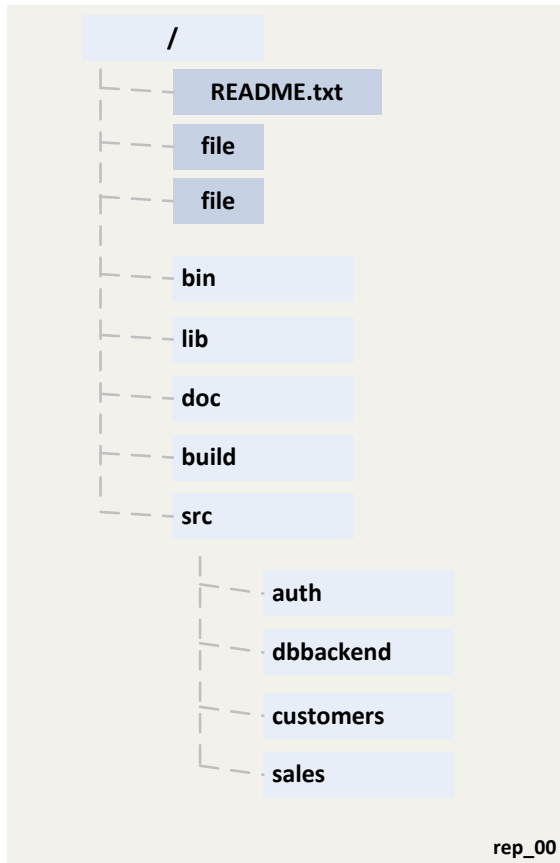 /
README.txt
file
file
bin
lib
doc
build
src
auth
dbbackend
customers
sales
rep_00